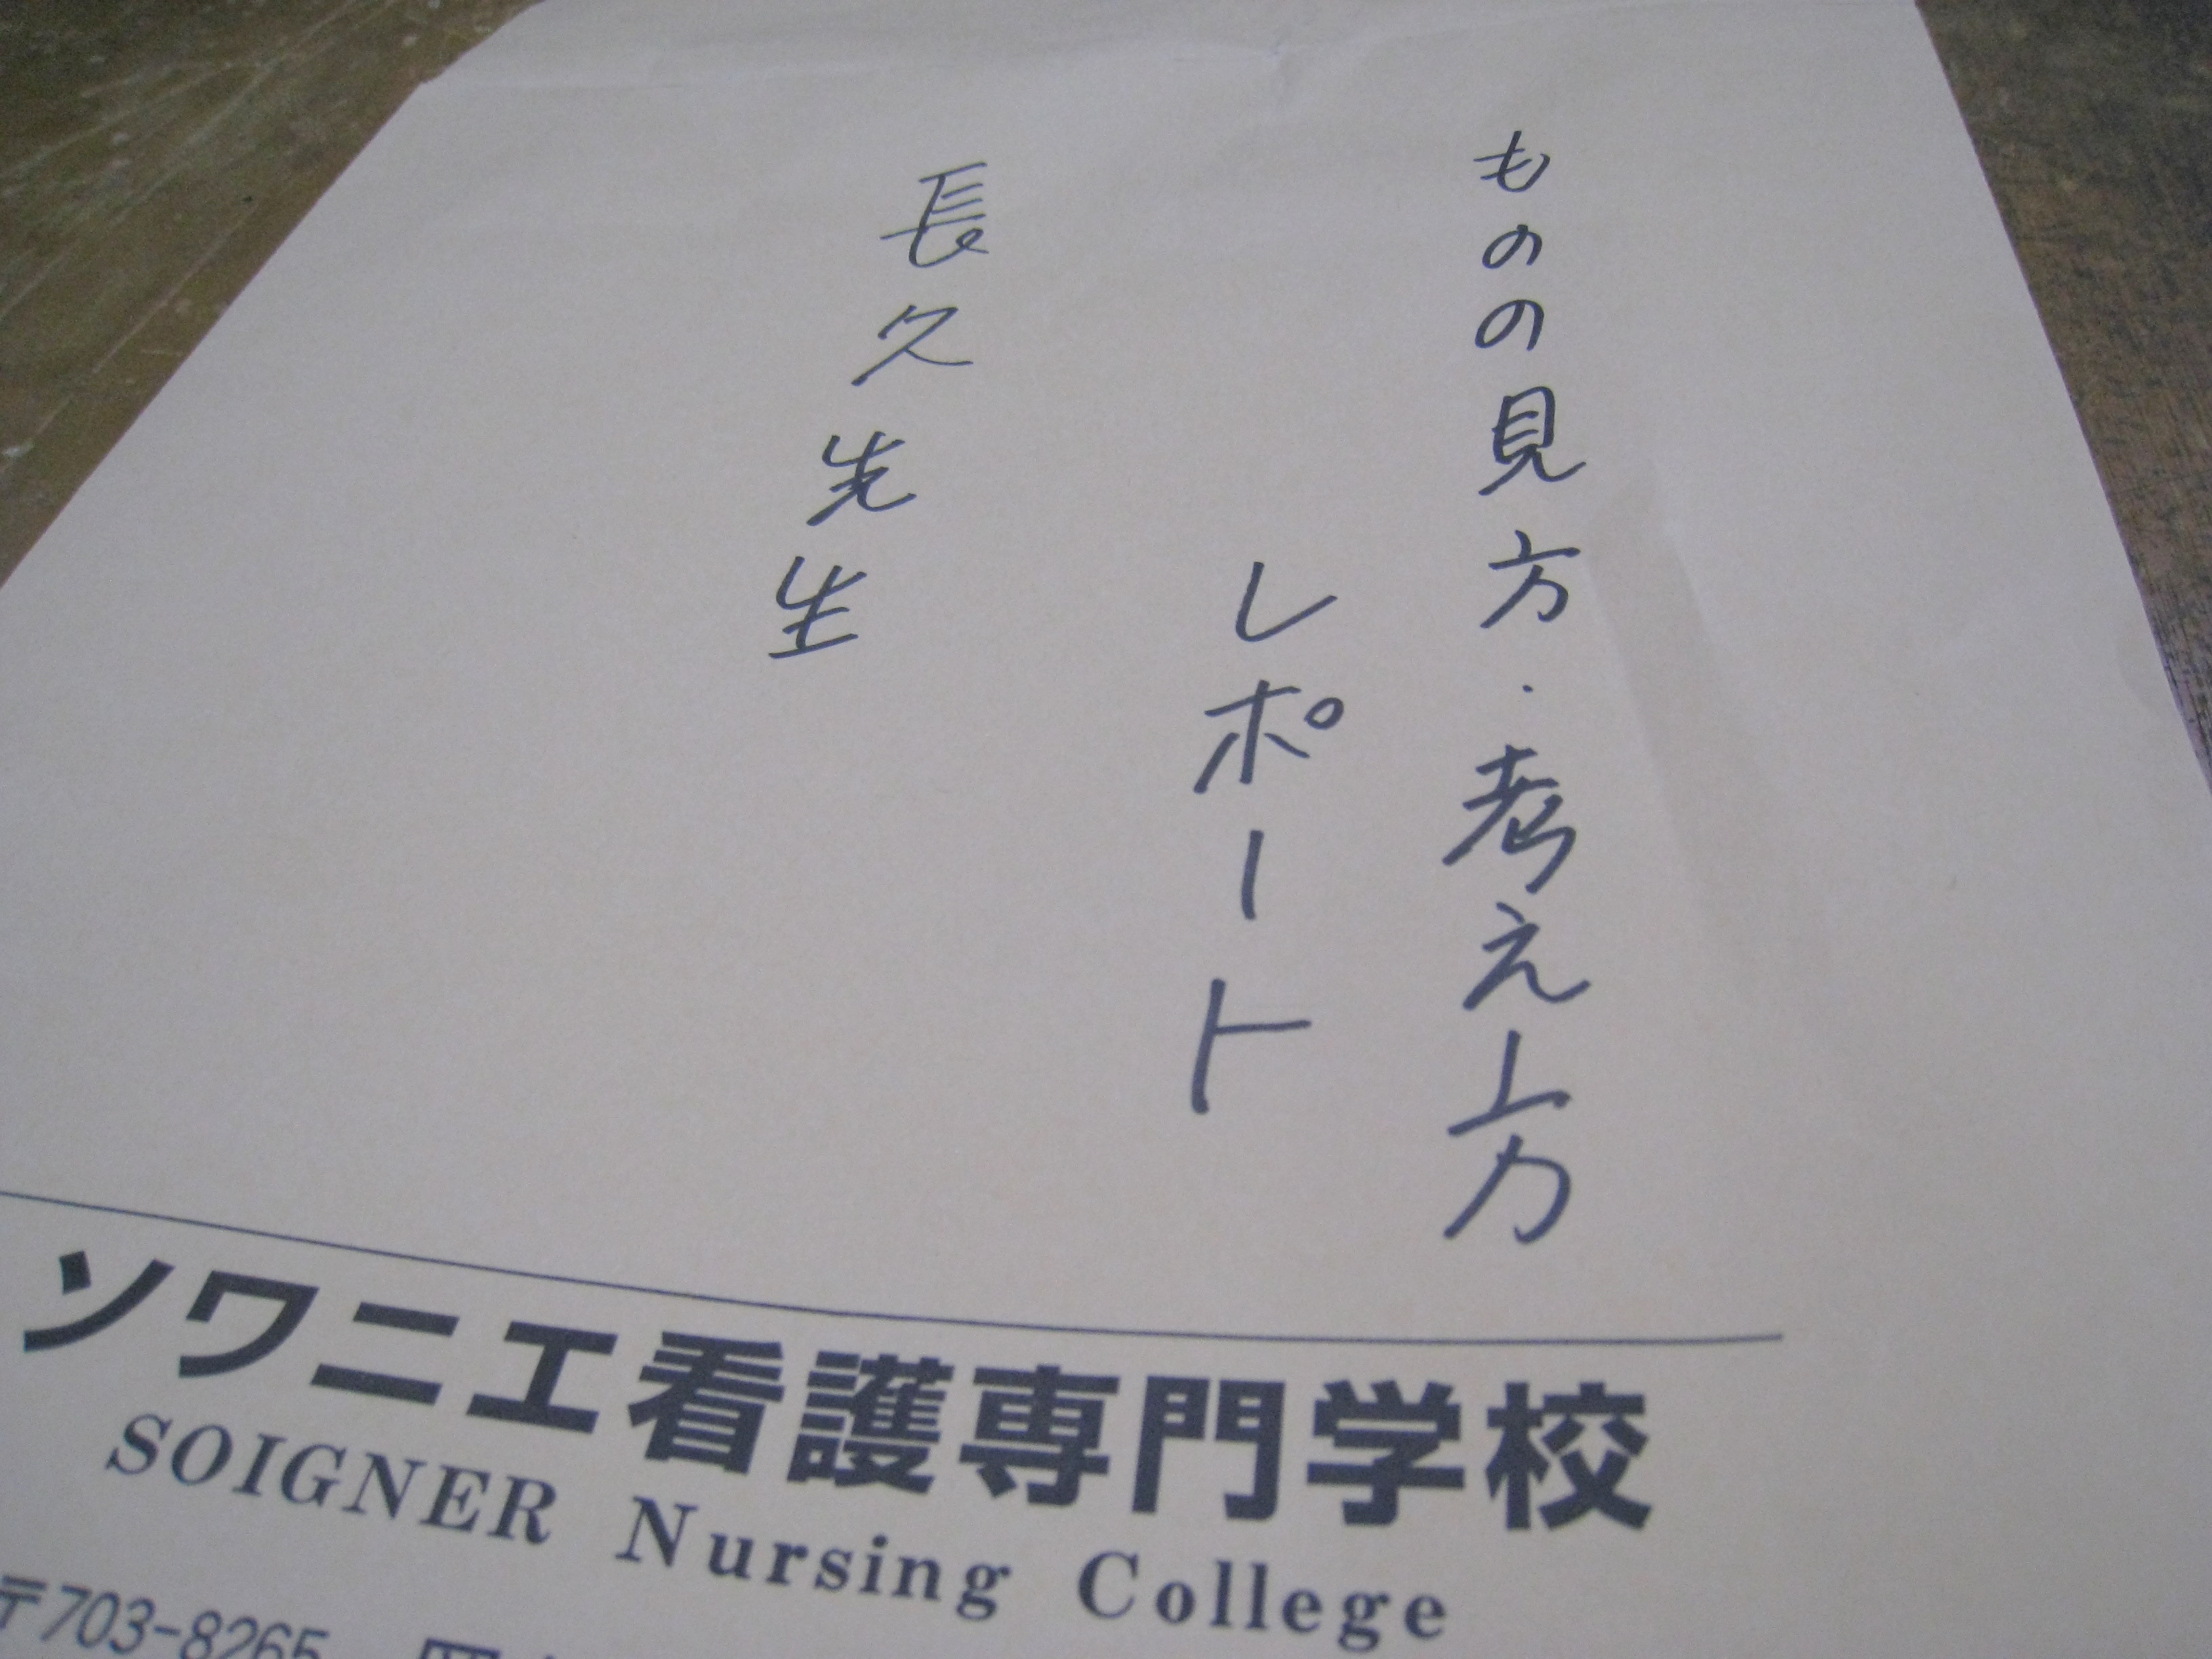 ものの見方・考え方
レポート
長久先生
ソワニエ看護専門学校
SOIGNER Nursing College
〒703-8265